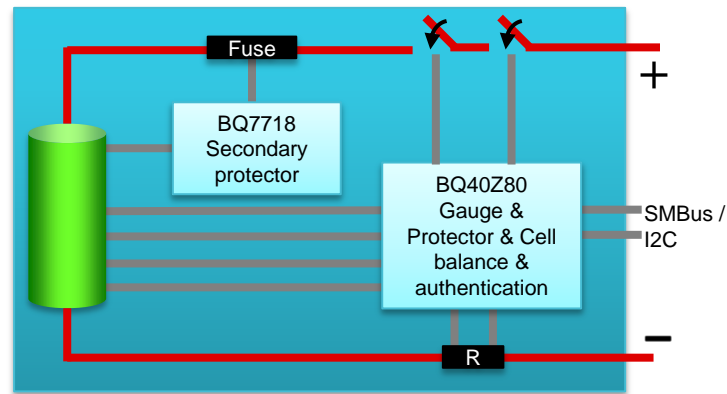 Fuse
+
BQ7718
Secondary
protector
BQ40Z80
Gauge &
Protector & Cell
balance &
authentication
SMBus /
I2C
R
−